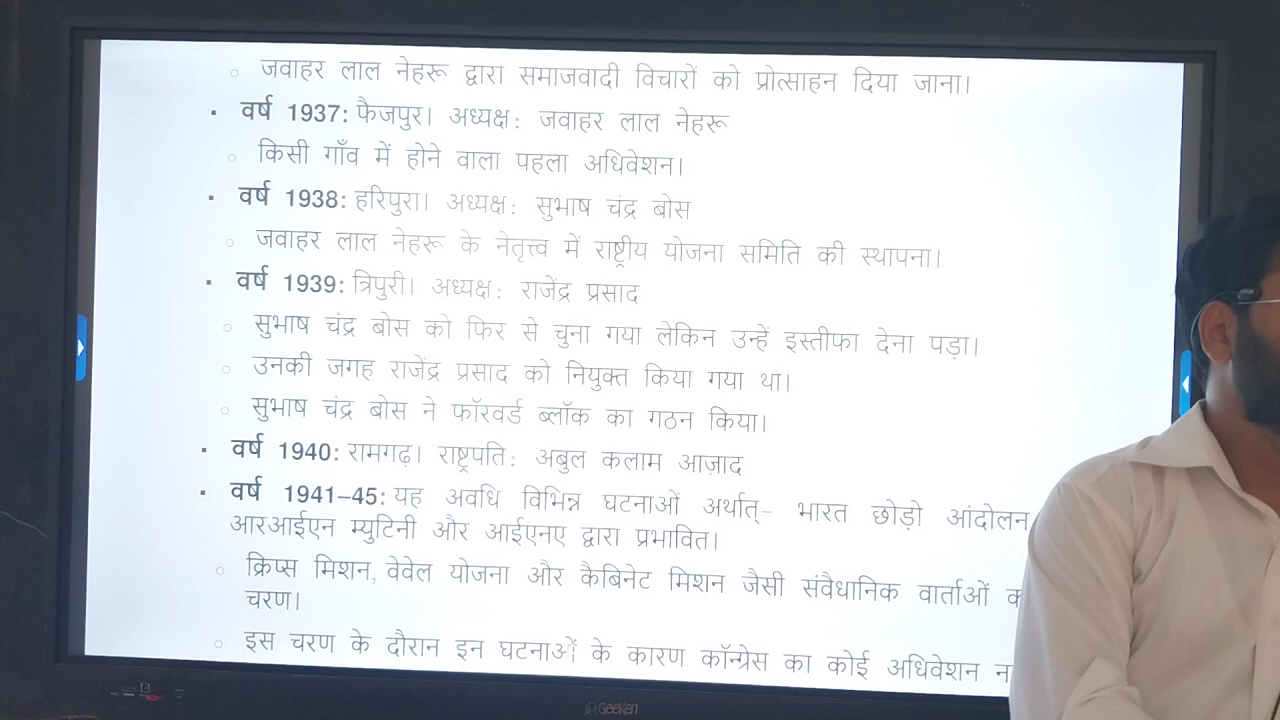 ◦ जवाहर लाल नेहरू द्वारा समाजवादी विचारों को प्रोत्साहन दिया जाना।
▪ वर्ष 1937: फैजपुर। अध्यक्ष: जवाहर लाल नेहरू
◦ किसी गाँव में होने वाला पहला अधिवेशन।
▪ वर्ष 1938: हरिपुरा। अध्यक्ष: सुभाष चंद्र बोस
◦ जवाहर लाल नेहरू के नेतृत्त्व में राष्ट्रीय योजना समिति की स्थापना।
▪ वर्ष 1939: त्रिपुरी। अध्यक्ष: राजेंद्र प्रसाद
◦ सुभाष चंद्र बोस को फिर से चुना गया लेकिन उन्हें इस्तीफा देना पड़ा।
◦ उनकी जगह राजेंद्र प्रसाद को नियुक्त किया गया था।
◦ सुभाष चंद्र बोस ने फॉरवर्ड ब्लॉक का गठन किया।
▪ वर्ष 1940: रामगढ़। राष्ट्रपति: अबुल कलाम आज़ाद
▪ वर्ष 1941–45: यह अवधि विभिन्न घटनाओं अर्थात्- भारत छोड़ो आंदोलन
आरआईएन म्युटिनी और आईएनए द्वारा प्रभावित।
◦ क्रिप्स मिशन, वेवेल योजना और कैबिनेट मिशन जैसी संवैधानिक वार्ताओं
चरण।
◦ इस चरण के दौरान इन घटनाओं के कारण कॉन्ग्रेस का कोई अधिवेशन
GeeKen